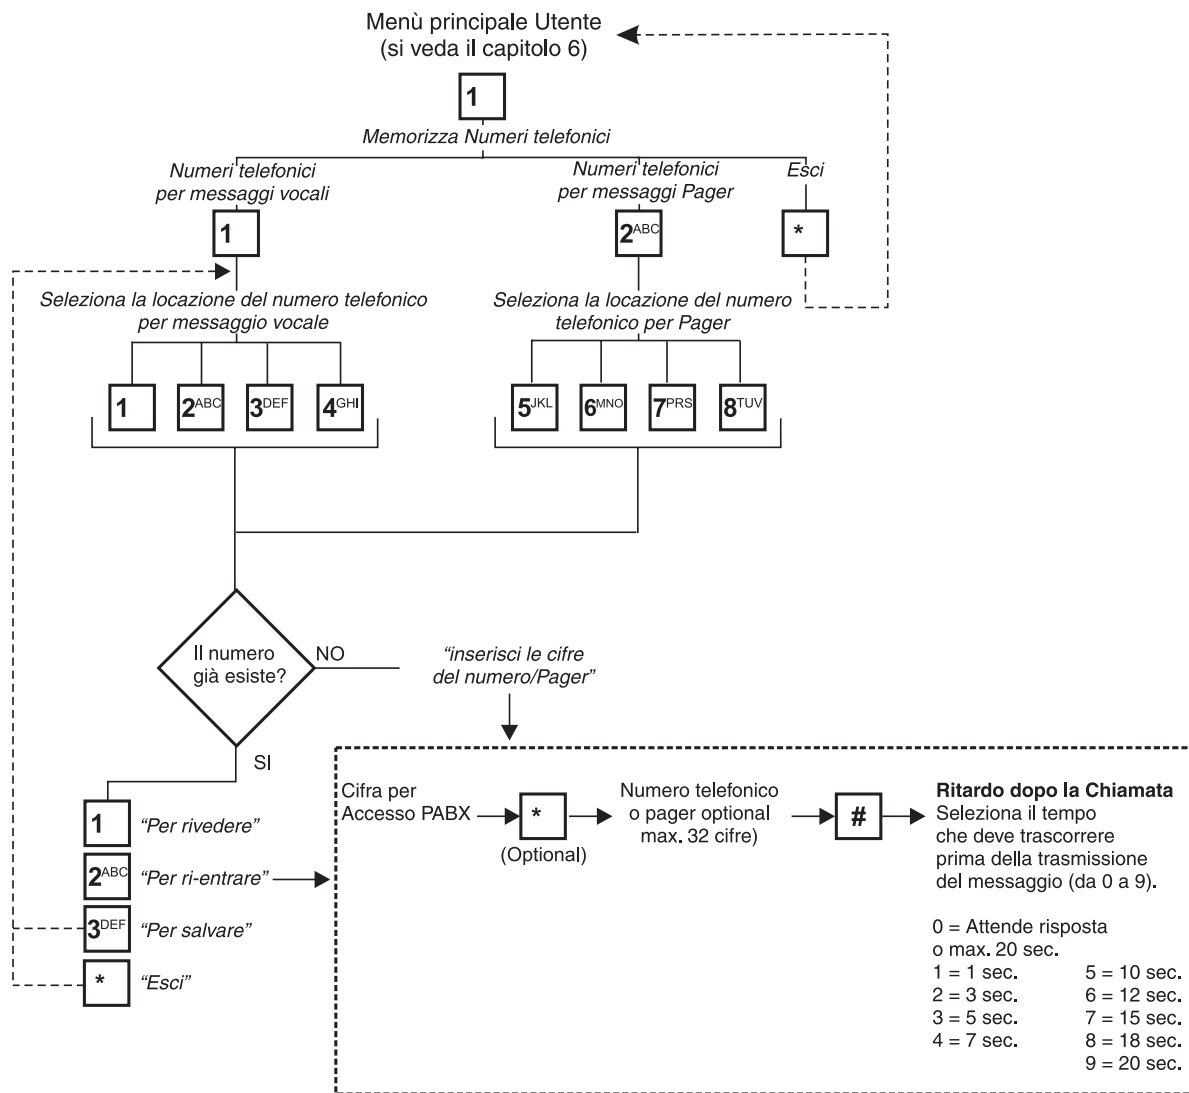 Menù principale Utente
(si veda il capitolo 6)
1
Memorizza Numeri telefonici
Numeri telefonici
per messaggi vocali
1
Numeri telefonici
per messaggi Pager
2ABC
Esci
*
Seleziona la locazione del numero telefonico
per messaggio vocale
1 2ABC 3DEF 4GHI
Seleziona la locazione del numero
telefonico per Pager
5JKL 6MNO 7PRS 8TUV
Il numero
già esiste?
NO
SI
"inserisci le cifre
del numero/Pager"
1 "Per rivedere"
2ABC "Per ri-entrare"
3DEF "Per salvare"
* "Esci"
Cifra per
Accesso PABX
*
(Optional)
Numero telefonico
o pager optional
max. 32 cifre)
#
Ritardo dopo la Chiamata
Seleziona il tempo
che deve trascorrere
prima della trasmissione
del messaggio (da 0 a 9).
0 = Attende risposta
o max. 20 sec.
1 = 1 sec.
2 = 3 sec.
3 = 5 sec.
4 = 7 sec.
5 = 10 sec.
6 = 12 sec.
7 = 15 sec.
8 = 18 sec.
9 = 20 sec.